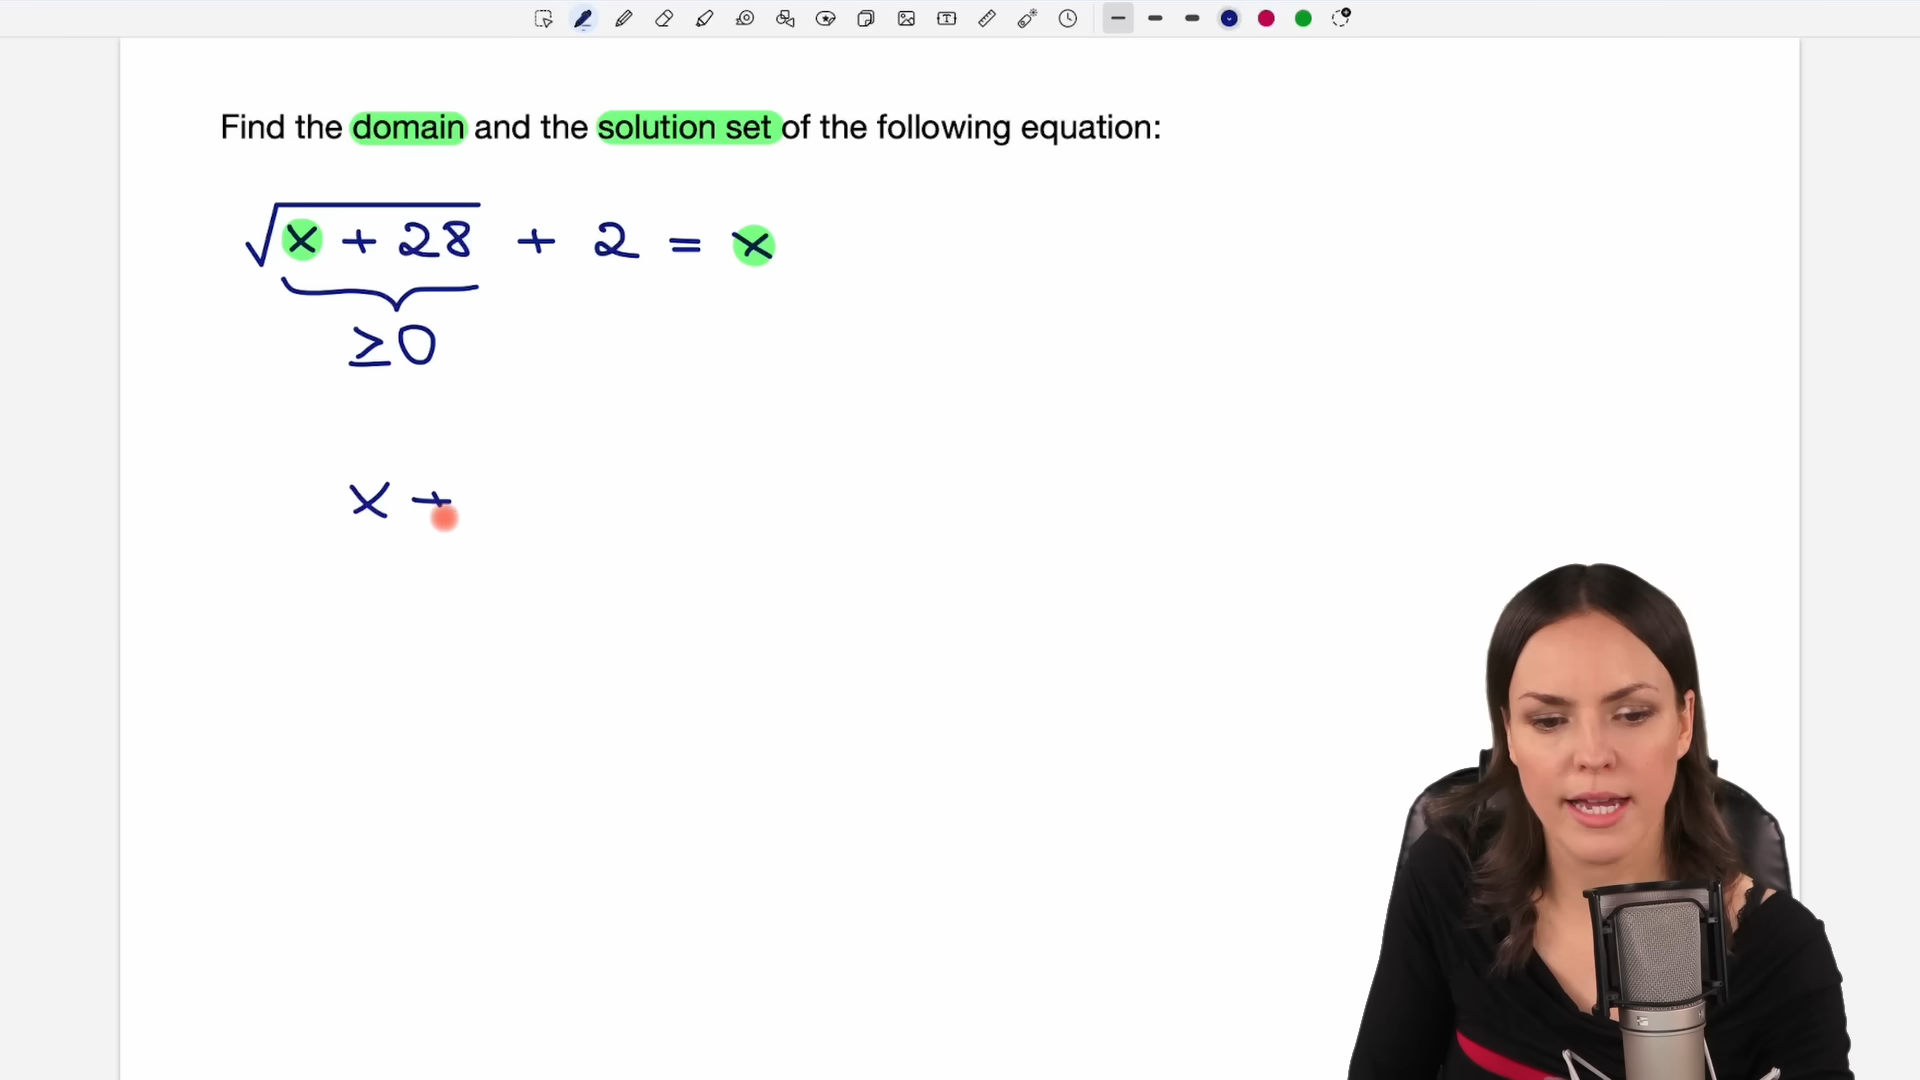 Find the domain and the solution set of the following equation:
√(x + 28) + 2 = x
≥0
x +